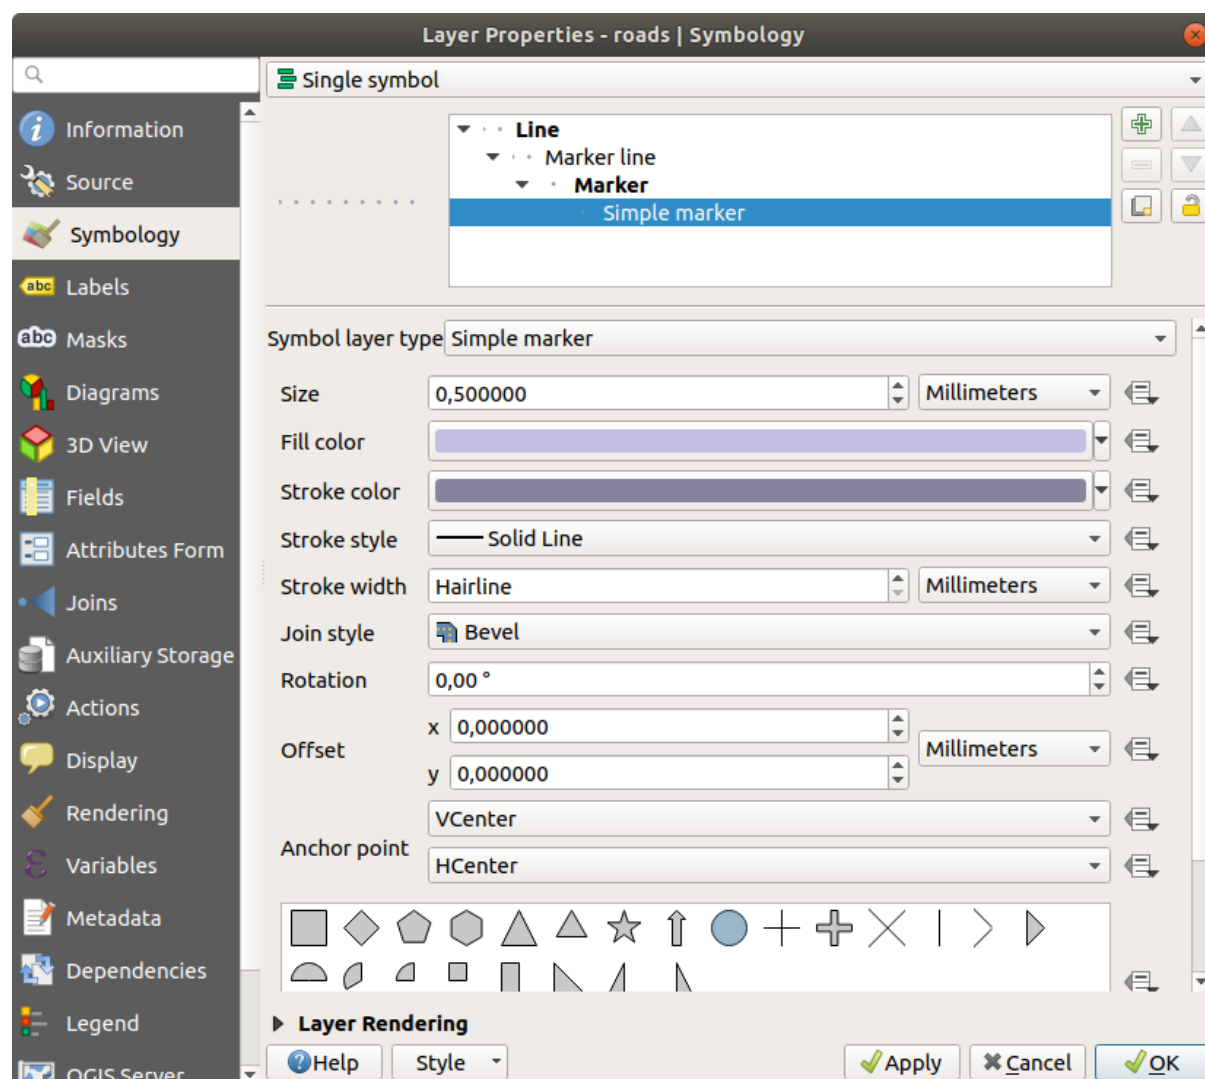 Layer Properties - roads | Symbology
Single symbol
Information
Source
Symbology
abc Labels
abc Masks
Diagrams
3D View
Fields
Attributes Form
Joins
Auxiliary Storage
Actions
Display
Rendering
Variables
Metadata
Dependencies
Legend
QGIS Server
Line
Marker line
Marker
Simple marker
Symbol layer type Simple marker
Size 0,500000 Millimeters
Fill color
Stroke color
Stroke style Solid Line
Stroke width Hairline Millimeters
Join style Bevel
Rotation 0,00 °
Offset x 0,000000 Millimeters
y 0,000000
Anchor point VCenter
HCenter
Layer Rendering
Help Style Apply Cancel OK